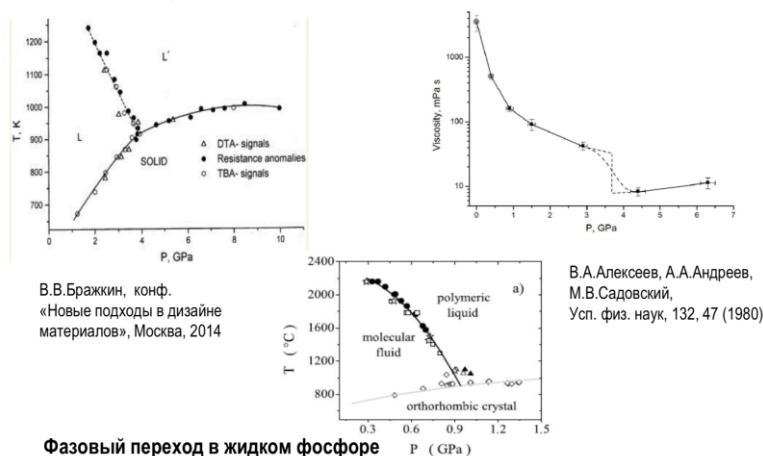 1200
1100
1000
900
800
700
T, K
L'
L
SOLID
DTA- signals
Resistance anomalies
TBA- signals
0 2 4 6 8 10
P, GPa
1000
100
10
Viscosity, mPa s
0 1 2 3 4 5 6 7
P, GPa
В.В.Бражкин, конф.
«Новые подходы в дизайне
материалов», Москва, 2014
2400
2000
1600
1200
800
T (°C)
a)
polymeric
liquid
molecular
fluid
orthorhombic crystal
0.3 0.6 0.9 1.2 1.5
P (GPa)
В.А.Алексеев, А.А.Андреев,
М.В.Садовский,
Усп. физ. наук, 132, 47 (1980)
Фазовый переход в жидком фосфоре